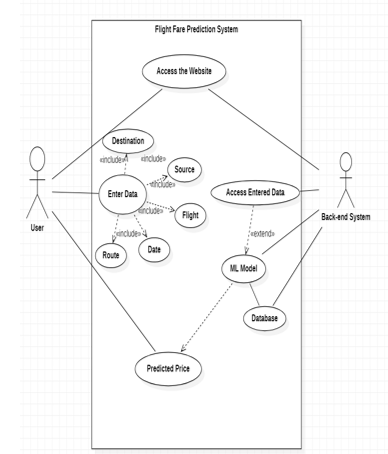 Flight Fare Prediction System
Access the Website
Destination
«include»
«include»
Source
Enter Data
«include»
Access Entered Data
«include»
Flight
User
Back-end System
«include»
«extend»
Route
Date
ML Model
Database
Predicted Price